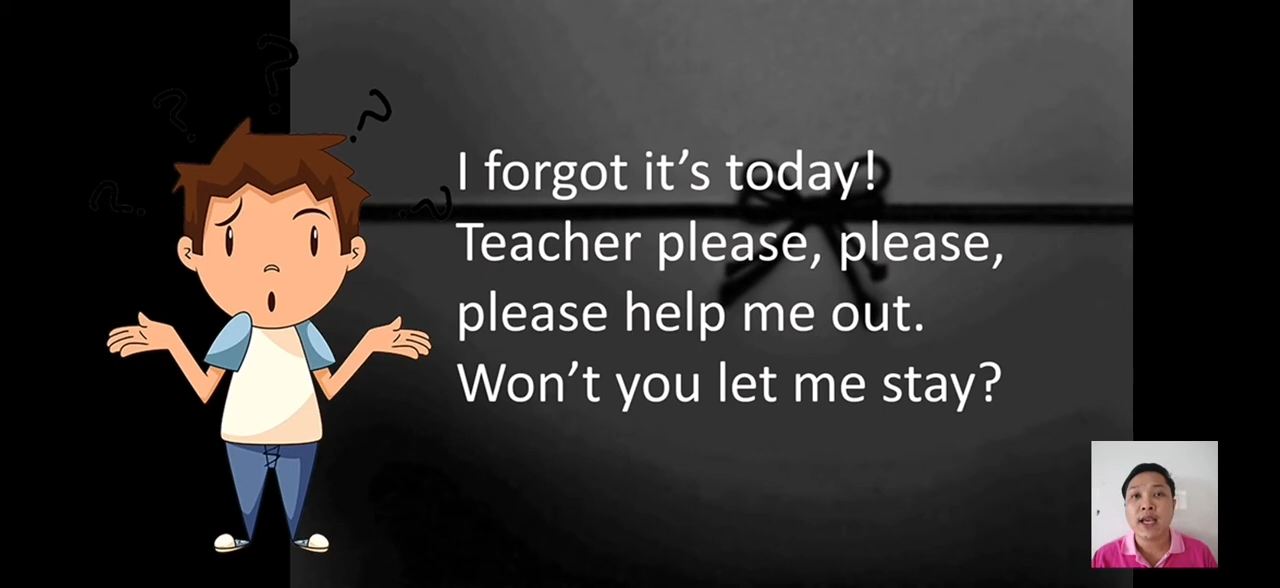 I forgot it’s today!
Teacher please, please,
please help me out.
Won’t you let me stay?